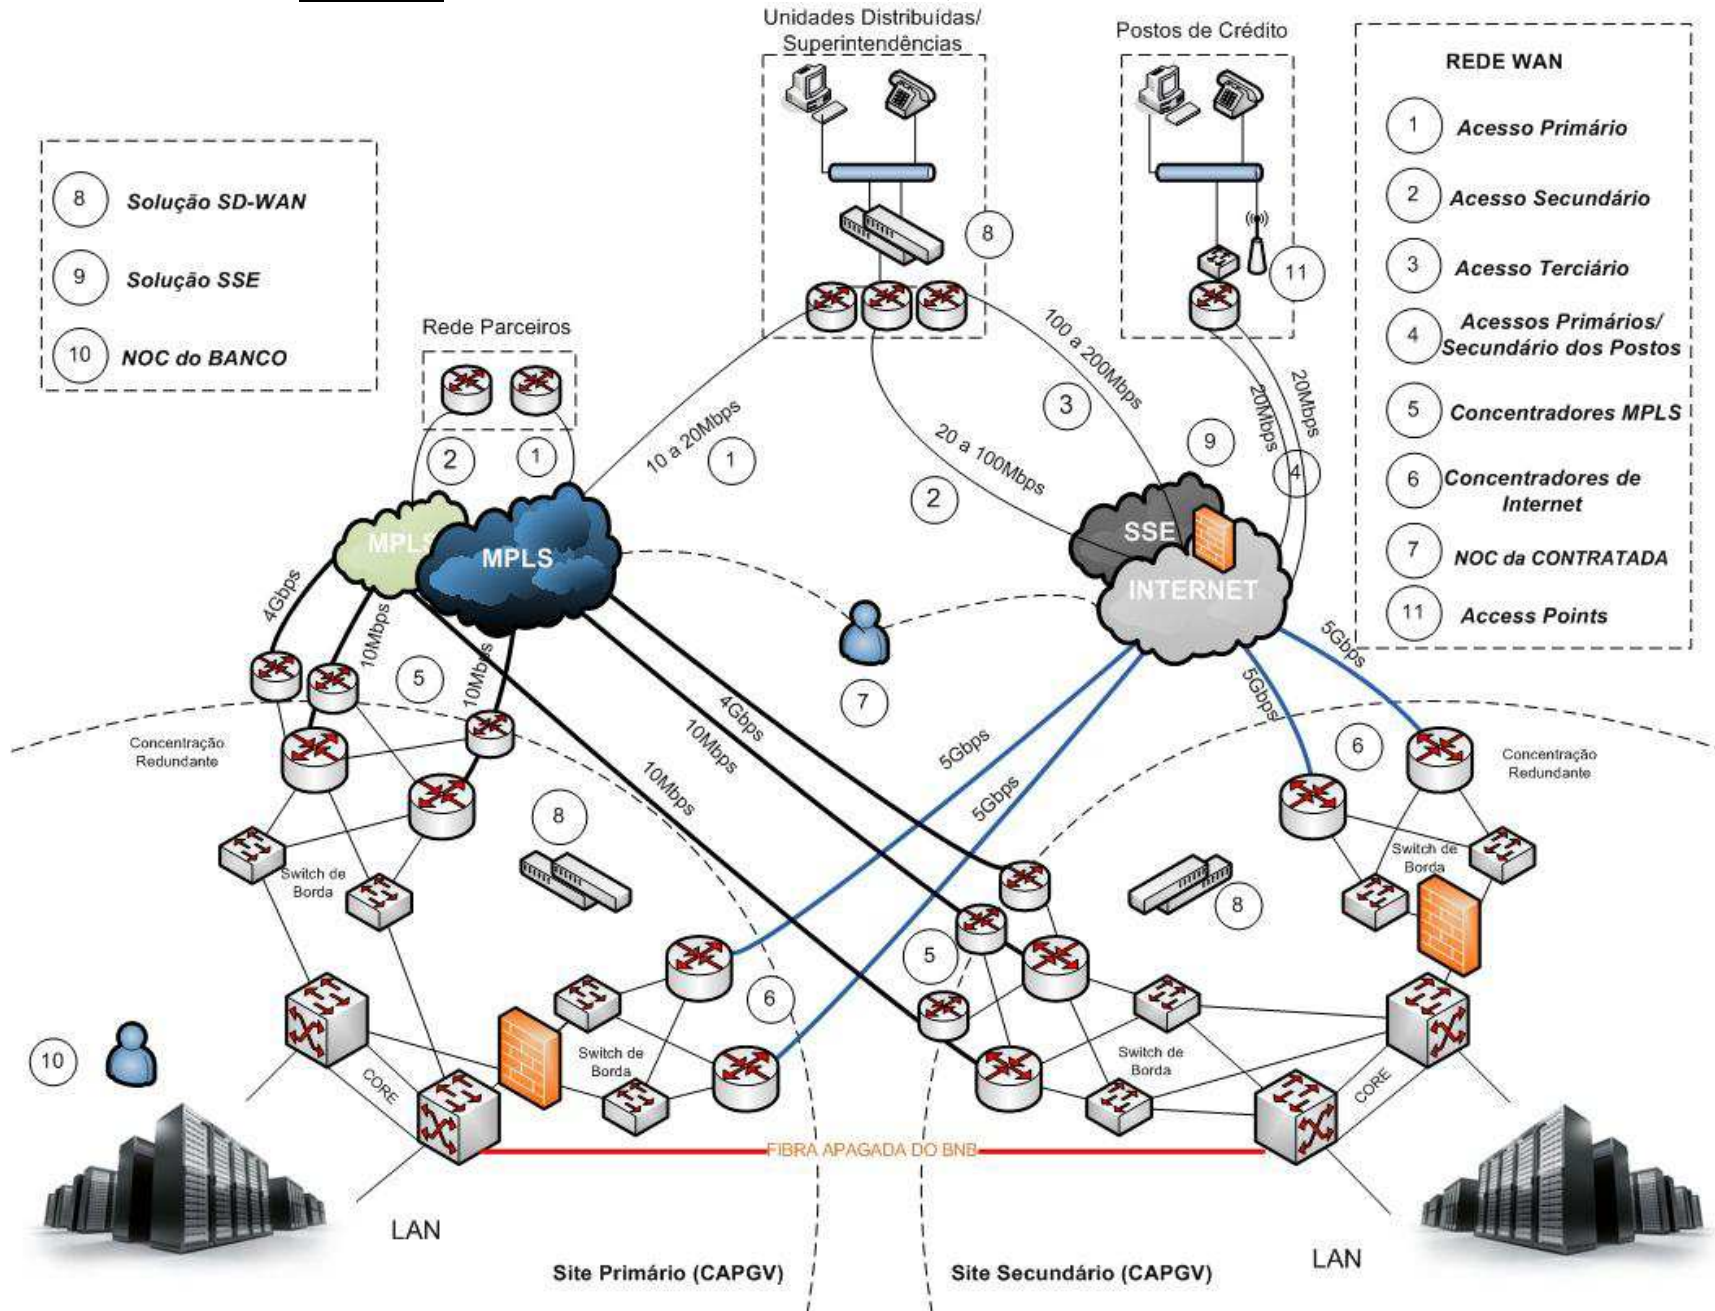 Unidades Distribuídas/
Superintendências
Postos de Crédito
REDE WAN
1 Acesso Primário
2 Acesso Secundário
3 Acesso Terciário
4 Acessos Primários/
Secundário dos Postos
5 Concentradores MPLS
6 Concentradores de
Internet
7 NOC da CONTRATADA
11 Access Points
8 Solução SD-WAN
9 Solução SSE
10 NOC do BANCO
8
11
Rede Parceiros
2
1
10 a 20Mbps
1
20 a 100Mbps
2
100 a 200Mbps
3
9
20Mbps
20Mbps
4
MPLS
MPLS
SSE
INTERNET
4Gbps
10Mbps
5
10Mbps
7
4Gbps
10Mbps
10Mbps
5Gbps
5Gbps
5Gbps
5Gbps
6
Concentração
Redundante
Concentração
Redundante
8
Switch de
Borda
Switch de
Borda
8
5
6
Switch de
Borda
Switch de
Borda
10
CORE
CORE
FIBRA APAGADA DO BNB
LAN
LAN
Site Primário (CAPGV)
Site Secundário (CAPGV)